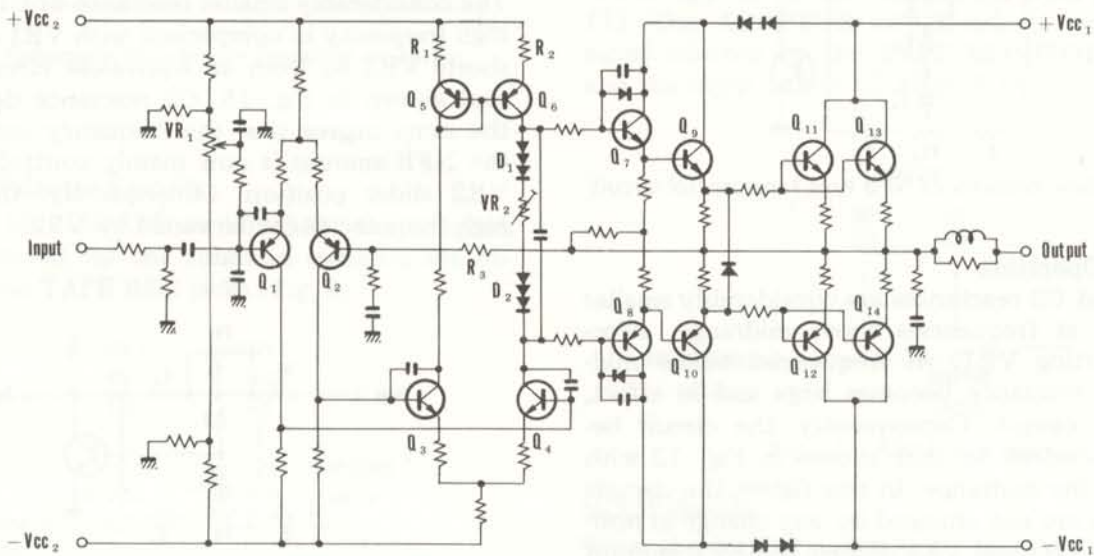 +Vcc2
+Vcc1
R1
R2
Q5
Q6
VR1
D1
VR2
Q7
Q9
Q11
Q13
Input
Q1
Q2
R3
D2
Output
Q8
Q10
Q12
Q14
Q3
Q4
-Vcc2
-Vcc1